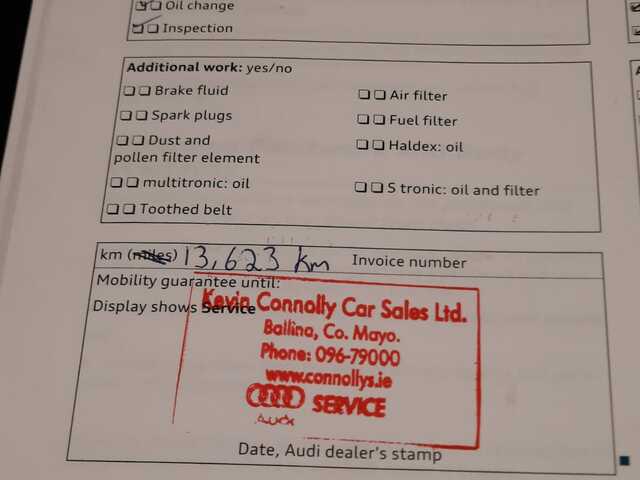 Oil change
Inspection
Additional work: yes/no
Brake fluid
Spark plugs
Dust and
pollen filter element
multitronic: oil
Toothed belt
Air filter
Fuel filter
Haldex: oil
S tronic: oil and filter
km (miles) 13,623 km Invoice number
Mobility guarantee until:
Display shows Service
Kevin Connolly Car Sales Ltd.
Ballina, Co. Mayo.
Phone: 096-79000
www.connollys.ie
SERVICE
Audi
Date, Audi dealer's stamp